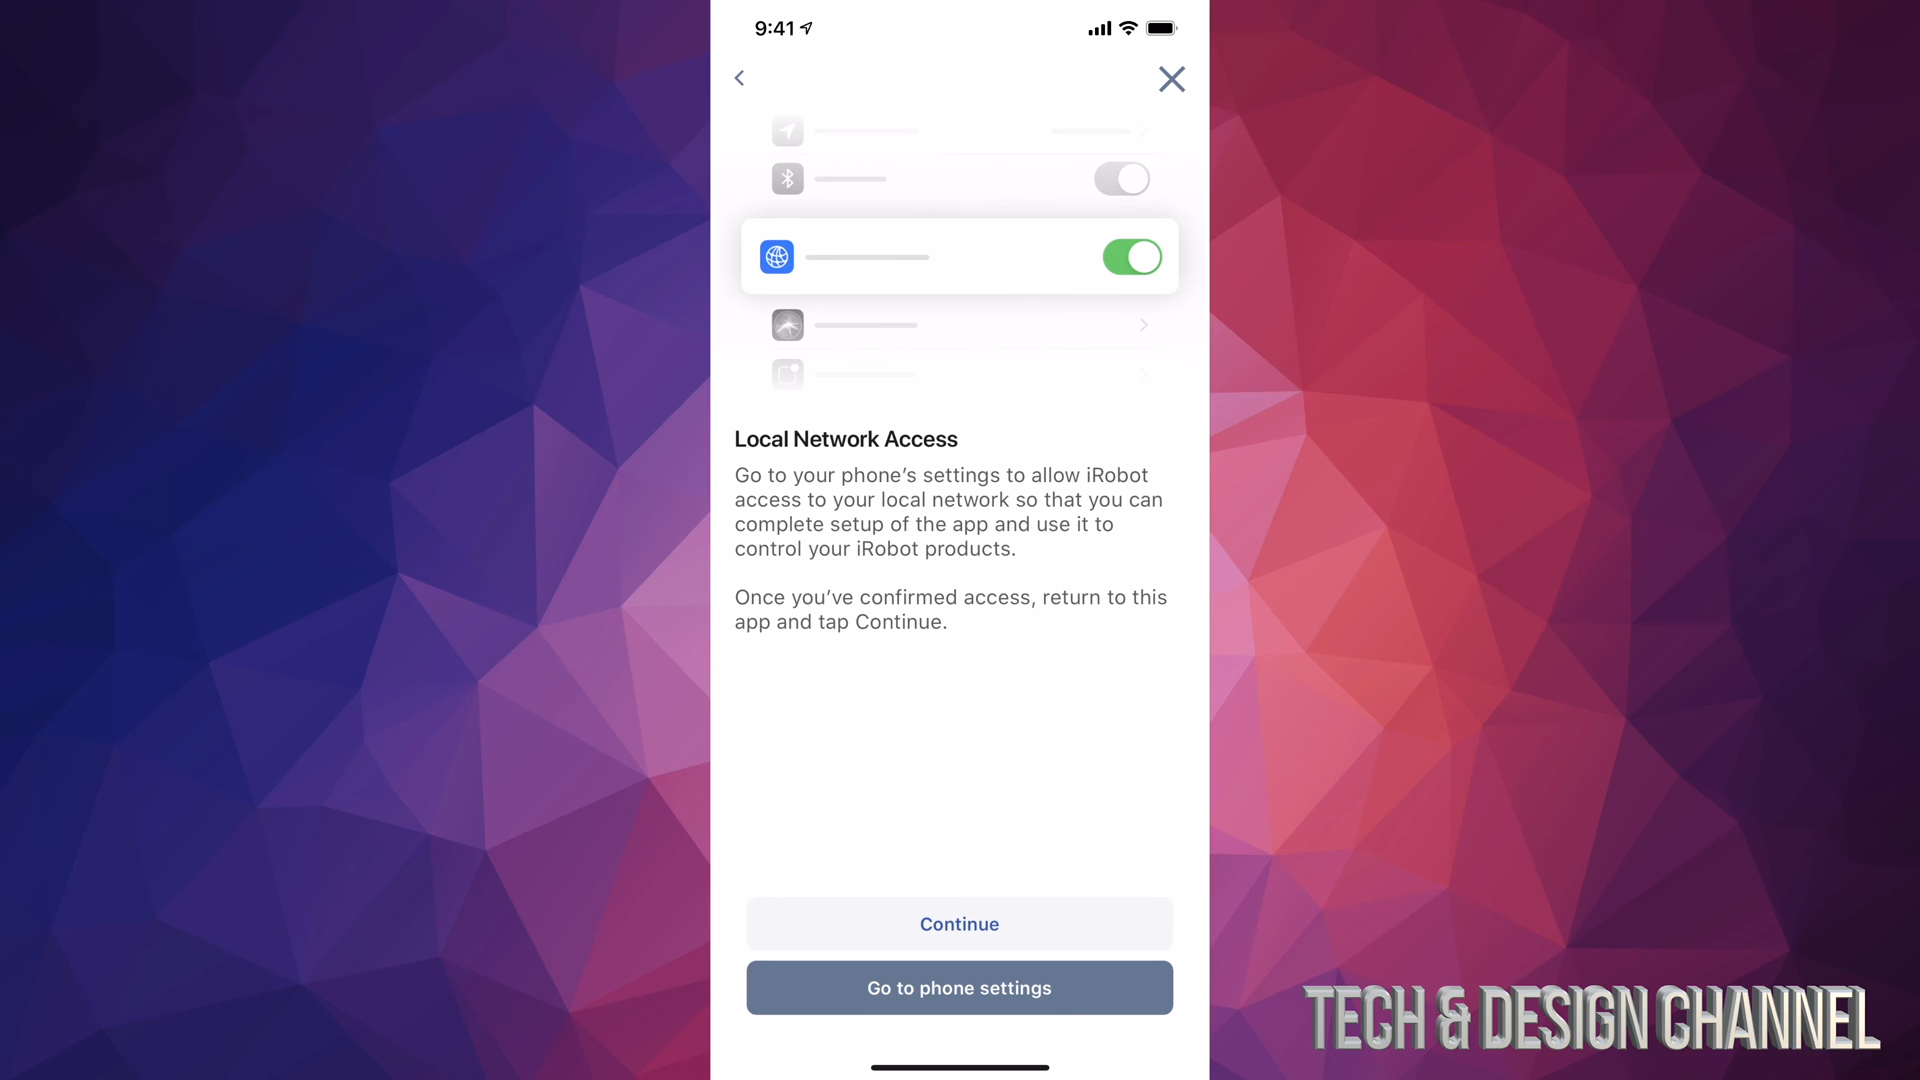 9:41
Local Network Access
Go to your phone’s settings to allow iRobot
access to your local network so that you can
complete setup of the app and use it to
control your iRobot products.
Once you’ve confirmed access, return to this
app and tap Continue.
Continue
Go to phone settings
TECH & DESIGN CHANNEL